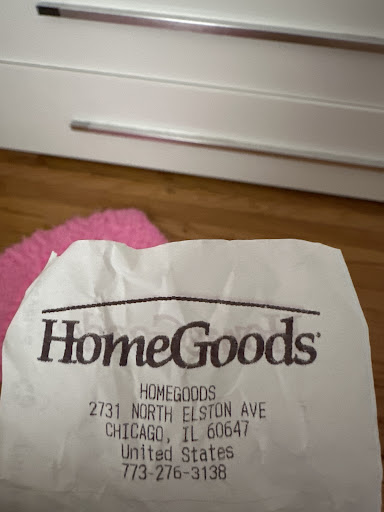 HomeGoods
HOMEGOODS
2731 NORTH ELSTON AVE
CHICAGO, IL 60647
United States
773-276-3138